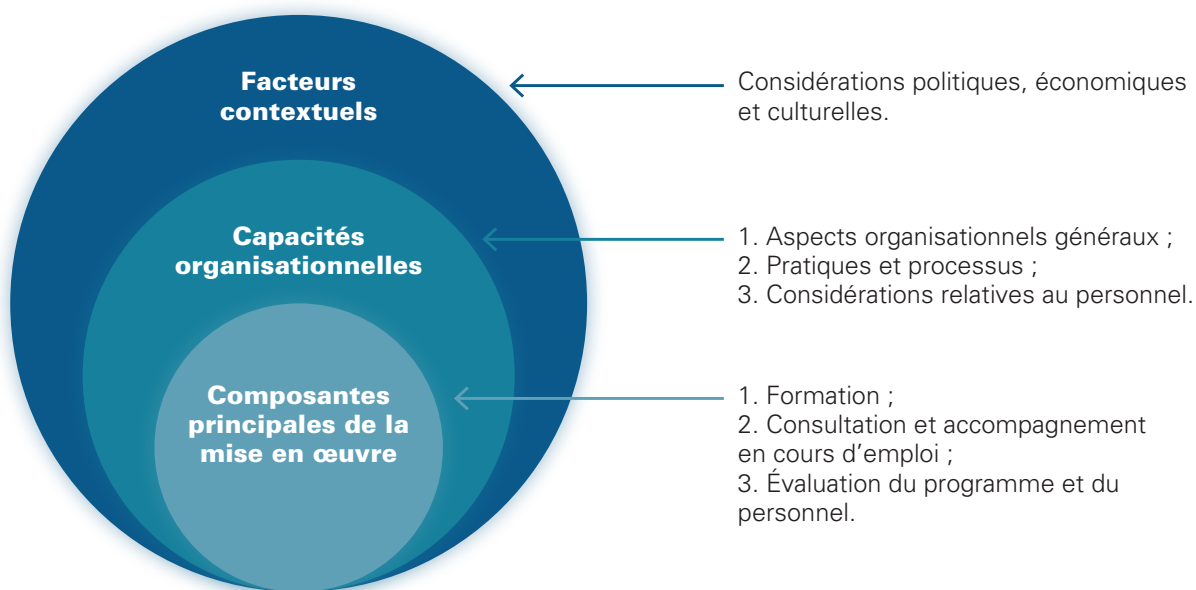 Facteurs
contextuels
Considérations politiques, économiques
et culturelles.
Capacités
organisationnelles
1. Aspects organisationnels généraux ;
2. Pratiques et processus ;
3. Considérations relatives au personnel.
Composantes
principales de la
mise en œuvre
1. Formation ;
2. Consultation et accompagnement
en cours d’emploi ;
3. Évaluation du programme et du
personnel.